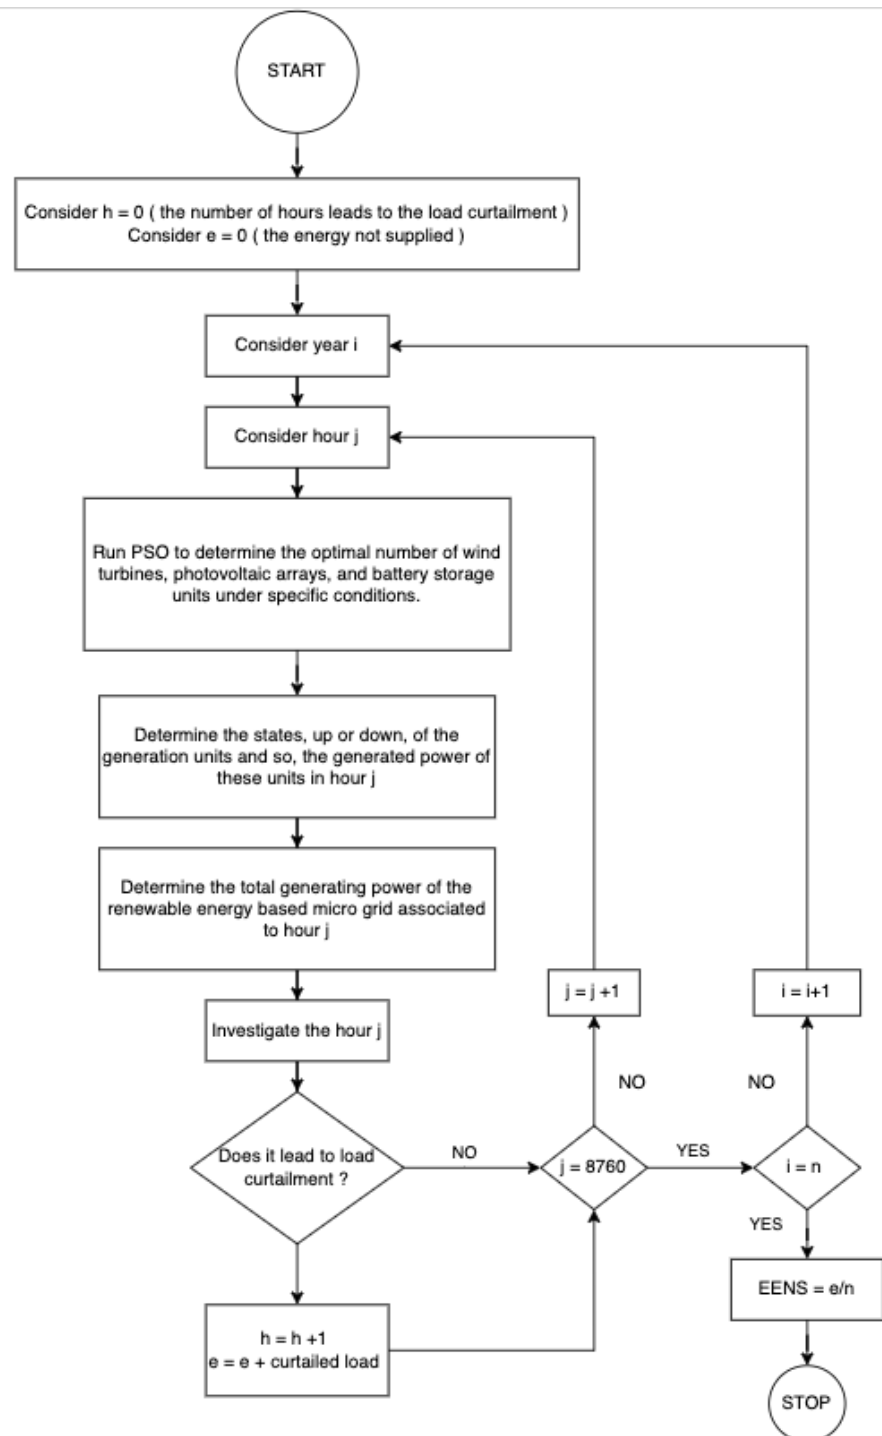 START
Consider h = 0 ( the number of hours leads to the load curtailment )
Consider e = 0 ( the energy not supplied )
Consider year i
Consider hour j
Run PSO to determine the optimal number of wind
turbines, photovoltaic arrays, and battery storage
units under specific conditions.
Determine the states, up or down, of the
generation units and so, the generated power of
these units in hour j
Determine the total generating power of the
renewable energy based micro grid associated
to hour j
Investigate the hour j
Does it lead to load
curtailment ?
NO
h = h +1
e = e + curtailed load
j = 8760
NO
j = j +1
YES
i = n
NO
i = i+1
YES
EENS = e/n
STOP